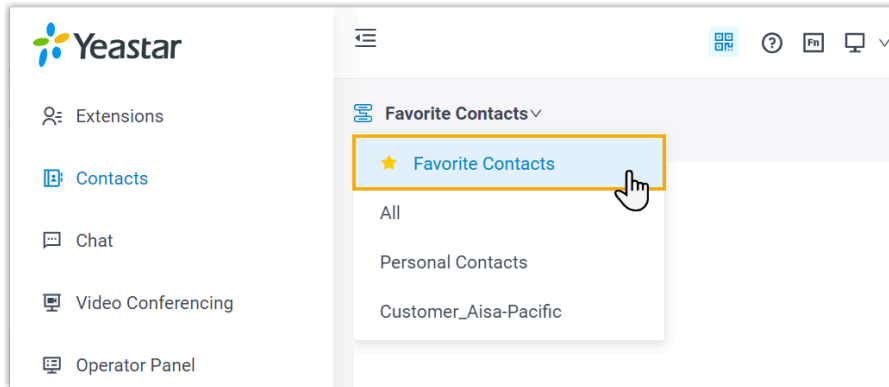 Yeastar
Extensions
Contacts
Chat
Video Conferencing
Operator Panel
Fn
Favorite Contacts
Favorite Contacts
All
Personal Contacts
Customer_Aisa-Pacific